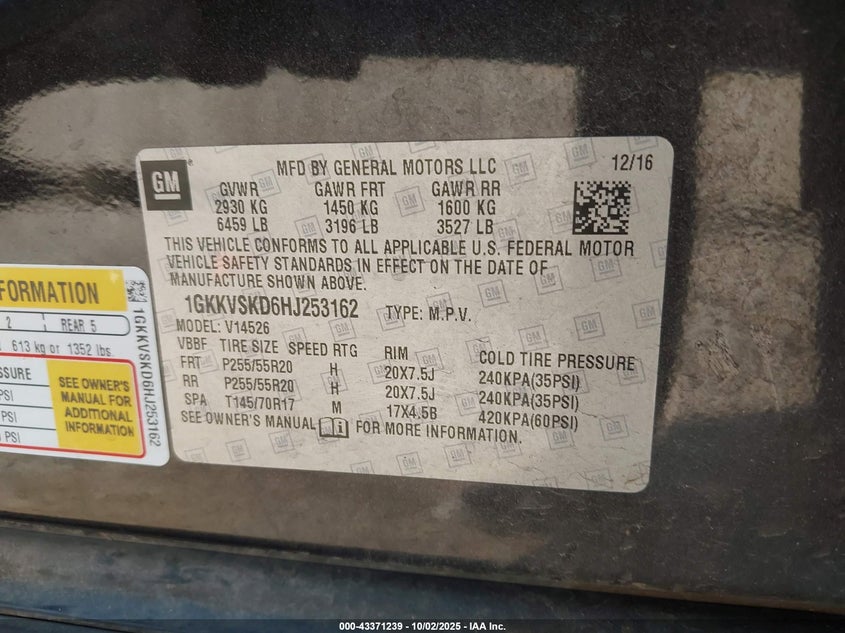 GM
MFD BY GENERAL MOTORS LLC 12/16
GVWR GAWR FRT GAWR RR
2930 KG 1450 KG 1600 KG
6459 LB 3196 LB 3527 LB
THIS VEHICLE CONFORMS TO ALL APPLICABLE U.S. FEDERAL MOTOR
VEHICLE SAFETY STANDARDS IN EFFECT ON THE DATE OF
MANUFACTURE SHOWN ABOVE.
1GKKVSKD6HJ253162 TYPE: M.P.V.
MODEL: V14526
VBBF TIRE SIZE SPEED RTG RIM COLD TIRE PRESSURE
FRT P255/55R20 H 20X7.5J 240KPA(35PSI)
RR P255/55R20 H 20X7.5J 240KPA(35PSI)
SPA T145/70R17 M 17X4.5B 420KPA(60PSI)
SEE OWNER'S MANUAL FOR MORE INFORMATION.
FORMATION
2 REAR 5
613 kg or 1352 lbs.
SSURE
PSI
PSI
PSI
SEE OWNER'S
MANUAL FOR
ADDITIONAL
INFORMATION
1GKKVSKD6HJ253162
000-43371239 - 10/02/2025 - IAA Inc.